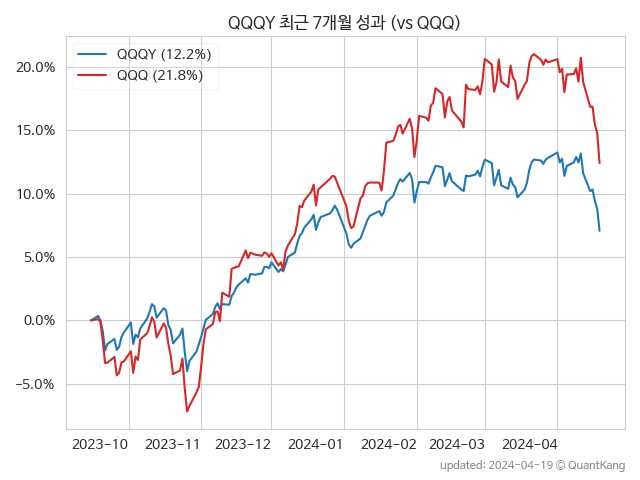 QQQY 최근 7개월 성과 (vs QQQ)
QQQY (12.2%)
QQQ (21.8%)
20.0%
15.0%
10.0%
5.0%
0.0%
−5.0%
2023-10 2023-11 2023-12 2024-01 2024-02 2024-03 2024-04
updated: 2024-04-19 © QuantKang